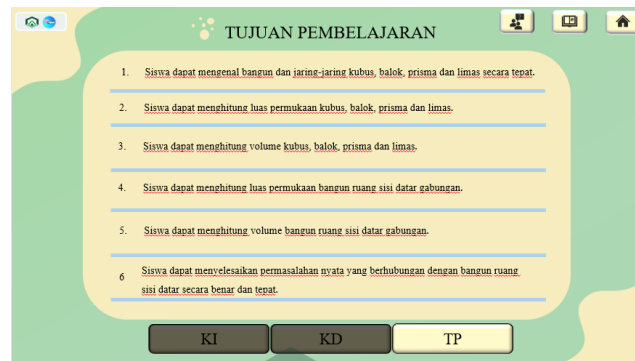 TUJUAN PEMBELAJARAN
1. Siswa dapat mengenal bangun dan jaring-jaring kubus, balok, prisma dan limas secara tepat.
2. Siswa dapat menghitung luas permukaan kubus, balok, prisma dan limas.
3. Siswa dapat menghitung volume kubus, balok, prisma dan limas.
4. Siswa dapat menghitung luas permukaan bangun ruang sisi datar gabungan.
5. Siswa dapat menghitung volume bangun ruang sisi datar gabungan.
6 Siswa dapat menyelesaikan permasalahan nyata yang berhubungan dengan bangun ruang
sisi datar secara benar dan tepat.
KI KD TP